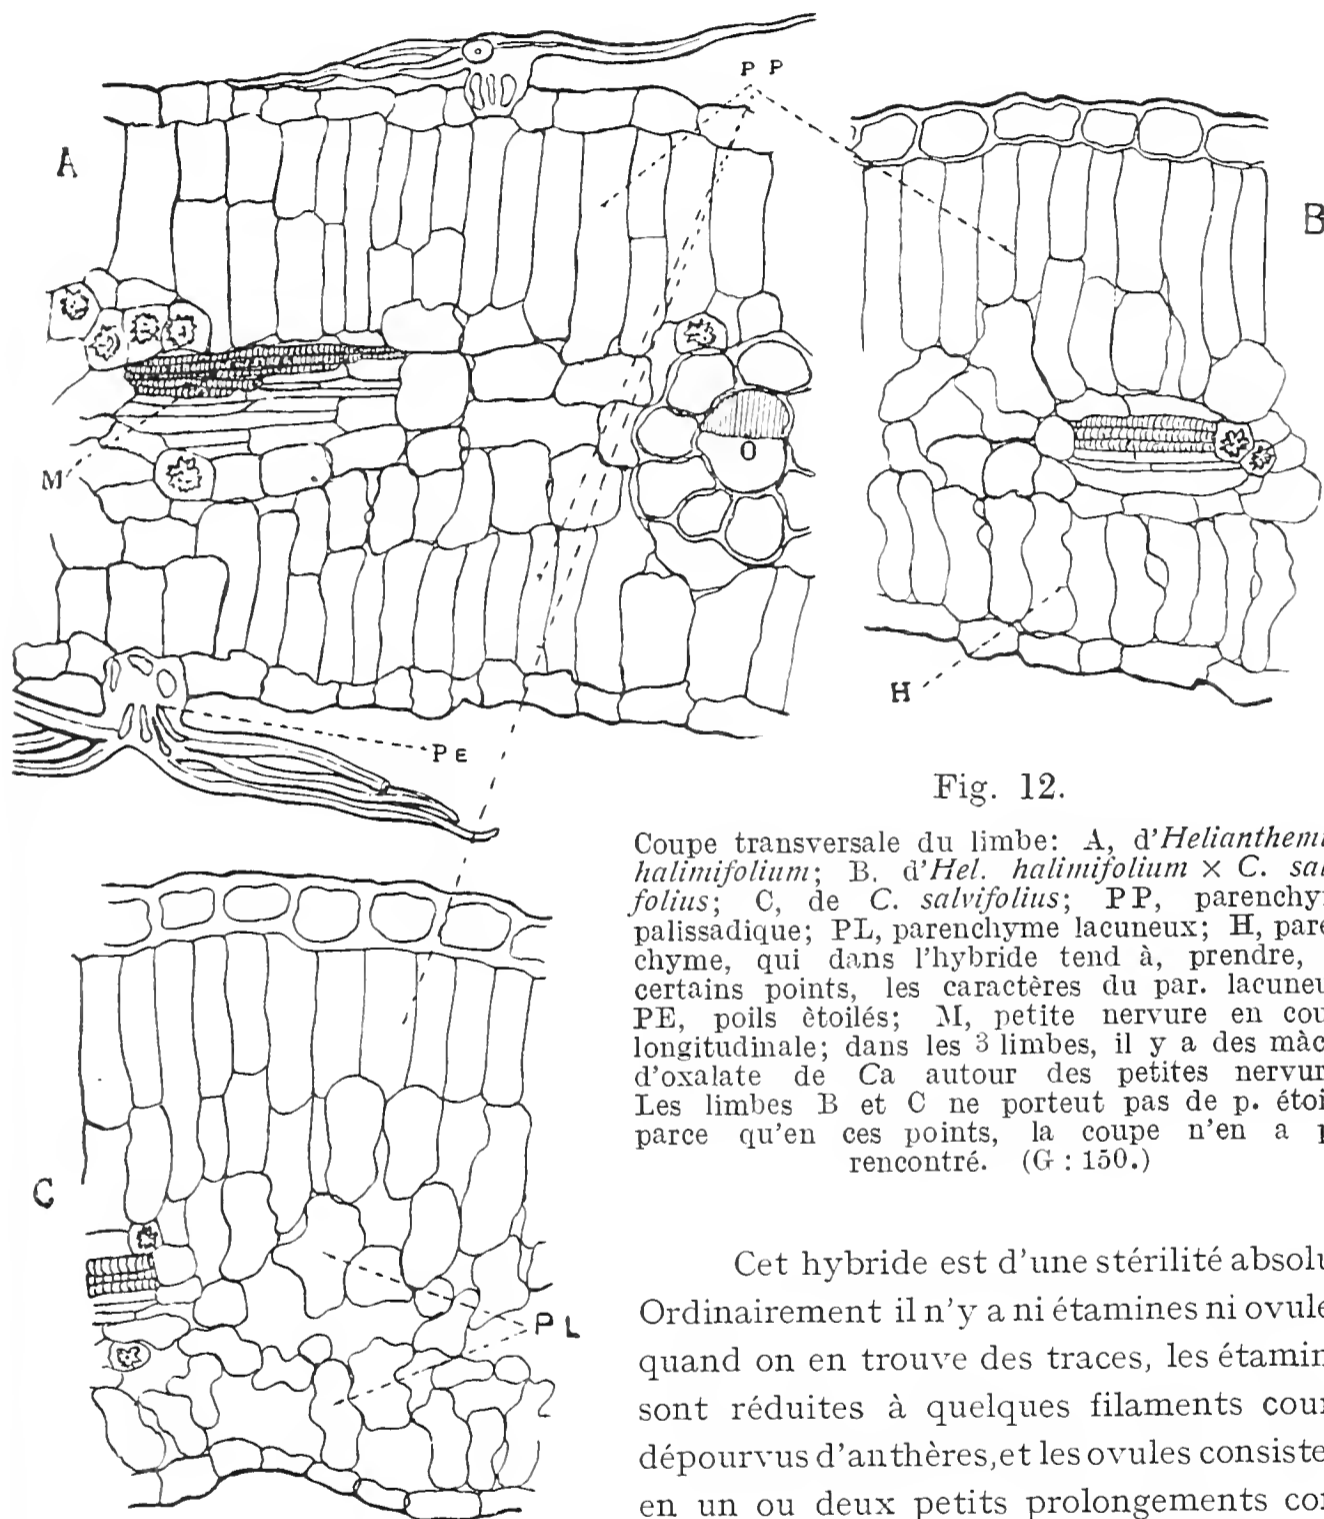 P P
A
B
M
O
H
P E
Fig. 12.
Coupe transversale du limbe: A, d'Helianthem
halimifolium; B. d'Hel. halimifolium × C. sal
folius; C, de C. salvifolius; PP, parenchy
palissadique; PL, parenchyme lacuneux; H, par
chyme, qui dans l'hybride tend à, prendre,
certains points, les caractères du par. lacuneu
PE, poils ètoilés; M, petite nervure en cou
longitudinale; dans les 3 limbes, il y a des màc
d'oxalate de Ca autour des petites nervur
Les limbes B et C ne porteut pas de p. étoi
parce qu'en ces points, la coupe n'en a p
rencontré. (G : 150.)
C
P L
Cet hybride est d'une stérilité absolu
Ordinairement il n'y a ni étamines ni ovule
quand on en trouve des traces, les étamin
sont réduites à quelques filaments cour
dépourvus d'anthères, et les ovules consiste
en un ou deux petits prolongements co